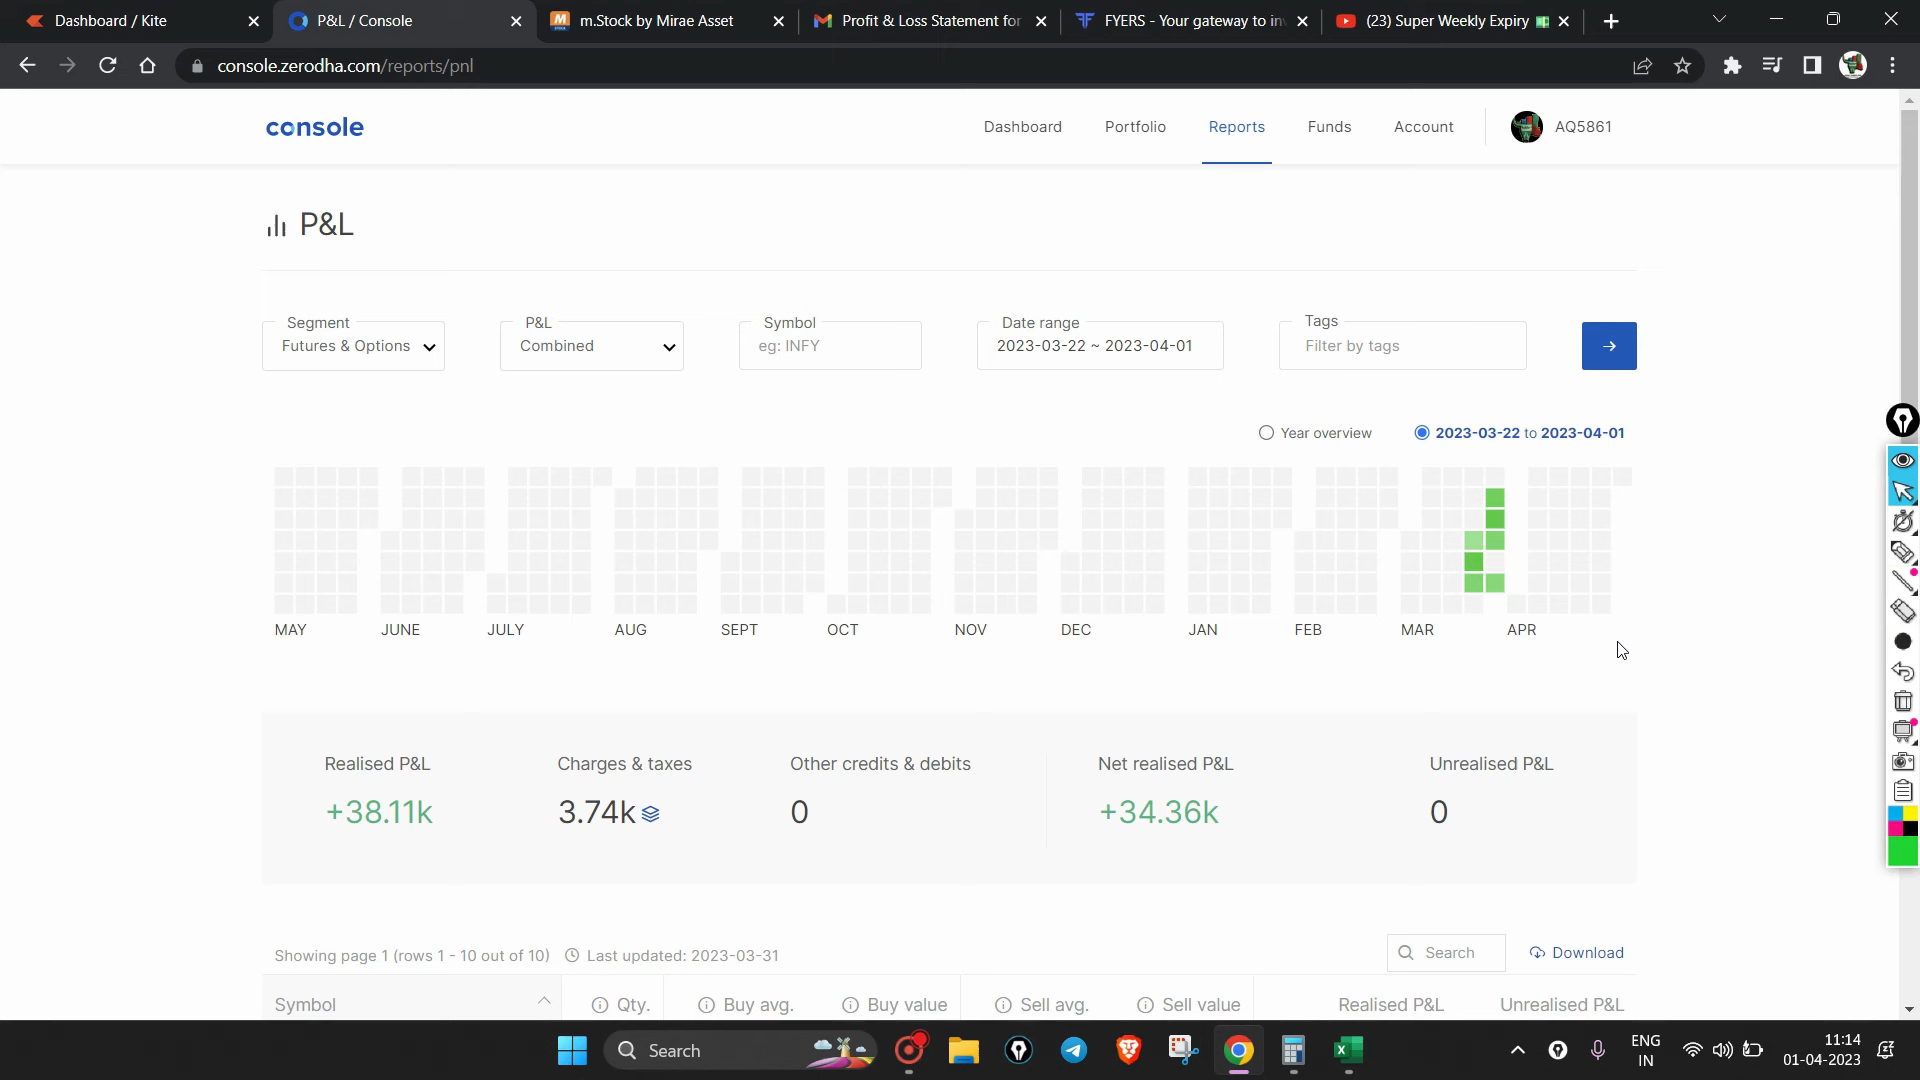 Dashboard / Kite
P&L / Console
m.Stock by Mirae Asset
Profit & Loss Statement for
FYERS - Your gateway to in
(23) Super Weekly Expiry
console.zerodha.com/reports/pnl
console
Dashboard
Portfolio
Reports
Funds
Account
AQ5861
P&L
Segment
Futures & Options
P&L
Combined
Symbol
eg: INFY
Date range
2023-03-22 ~ 2023-04-01
Tags
Filter by tags
Year overview
2023-03-22 to 2023-04-01
MAY JUNE JULY AUG SEPT OCT NOV DEC JAN FEB MAR APR
Realised P&L
+38.11k
Charges & taxes
3.74k
Other credits & debits
0
Net realised P&L
+34.36k
Unrealised P&L
0
Showing page 1 (rows 1 - 10 out of 10) Last updated: 2023-03-31
Search
Download
Symbol Qty. Buy avg. Buy value Sell avg. Sell value Realised P&L Unrealised P&L
Search
ENG
IN
11:14
01-04-2023